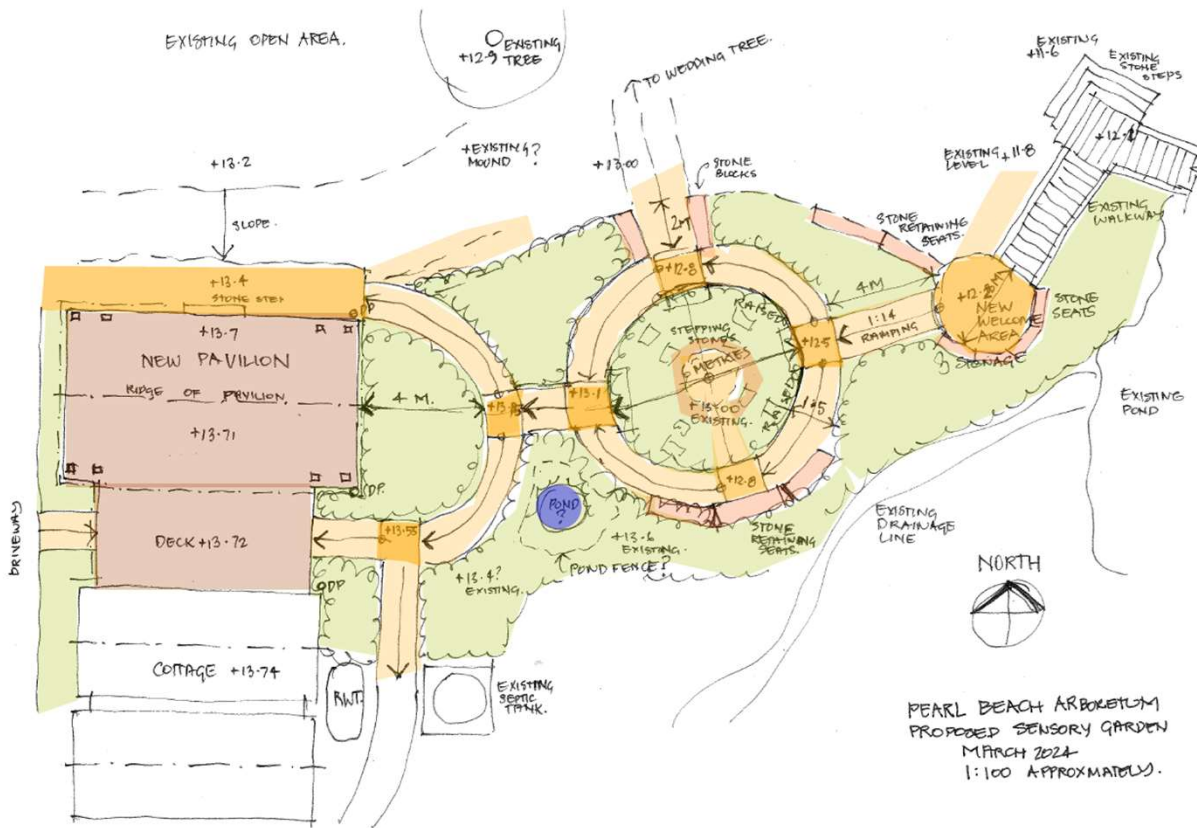 EXISTING OPEN AREA.
EXISTING
TREE
+12.9
TO WEDDING TREE.
EXISTING
+11.6
EXISTING
STONE
STEPS
+13.2
+EXISTING?
MOUND
+13.00
STONE
BLOCKS
EXISTING
LEVEL +11.8
EXISTING
WALKWAY
SLOPE.
2M
STONE
RETAINING
SEATS.
+13.4
STONE STEP
+12.8
4M
NEW
WELCOME
AREA
STONE
SEATS
+13.7
NEW PAVILION
RIDGE OF PAVILION.
+13.71
4 M.
DP.
+13.1
STEPPING
STONES
RAISED
+12.5
1:14
RAMPING
+13.00
EXISTING.
RAISED
1.5
+12.8
EXISTING
POND
DRIVEWAY
DECK +13.72
+13.55
POND
?
STONE
RETAINING
SEATS.
EXISTING
DRAINAGE
LINE
+13.6
EXISTING.
POND FENCE?
+13.4?
EXISTING.
DP
NORTH
COTTAGE +13.74
RWT.
EXISTING
SEPTIC
TANK.
PEARL BEACH ARBORETUM
PROPOSED SENSORY GARDEN
MARCH 2024
1:100 APPROXMATELY.